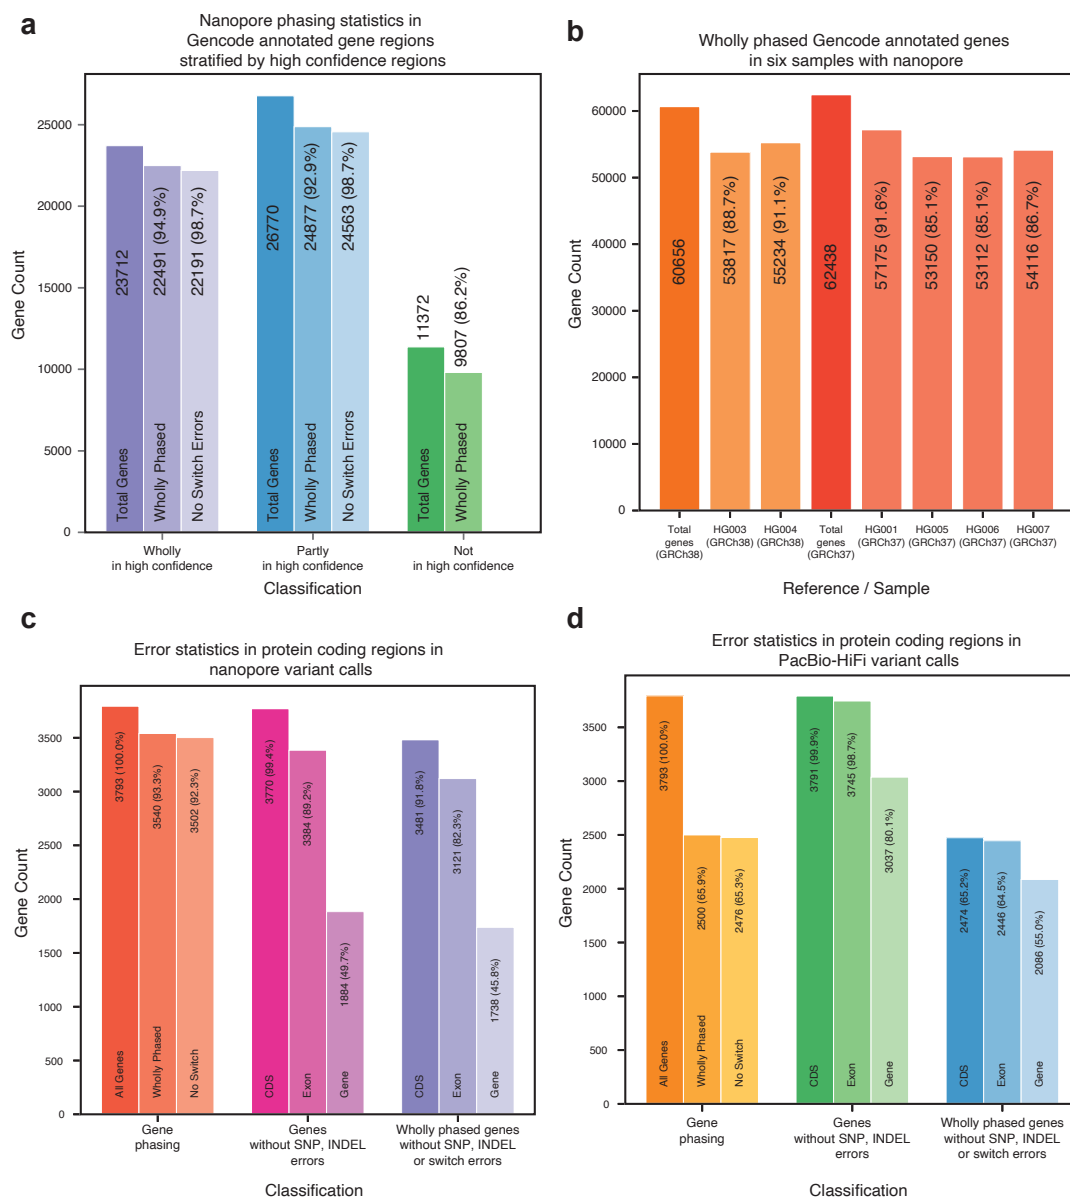 a
Nanopore phasing statistics in
Gencode annotated gene regions
stratified by high confidence regions
Gene Count
25000
20000
15000
10000
5000
0
23712
22491 (94.9%)
22191 (98.7%)
26770
24877 (92.9%)
24563 (98.7%)
11372
9807 (86.2%)
Total Genes
Wholly Phased
No Switch Errors
Total Genes
Wholly Phased
No Switch Errors
Total Genes
Wholly Phased
Wholly
in high confidence
Partly
in high confidence
Not
in high confidence
Classification
b
Wholly phased Gencode annotated genes
in six samples with nanopore
Gene Count
60000
50000
40000
30000
20000
10000
0
60656
53817 (88.7%)
55234 (91.1%)
62438
57175 (91.6%)
53150 (85.1%)
53112 (85.1%)
54116 (86.7%)
Total
genes
(GRCh38)
HG003
(GRCh38)
HG004
(GRCh38)
Total
genes
(GRCh37)
HG001
(GRCh37)
HG005
(GRCh37)
HG006
(GRCh37)
HG007
(GRCh37)
Reference / Sample
c
Error statistics in protein coding regions in
nanopore variant calls
Gene Count
3500
3000
2500
2000
1500
1000
500
0
3793 (100.0%)
3540 (93.3%)
3502 (92.3%)
3770 (99.4%)
3384 (89.2%)
1884 (49.7%)
3481 (91.8%)
3121 (82.3%)
1738 (45.8%)
All Genes
Wholly Phased
No Switch
CDS
Exon
Gene
CDS
Exon
Gene
Gene
phasing
Genes
without SNP, INDEL
errors
Wholly phased genes
without SNP, INDEL
or switch errors
Classification
d
Error statistics in protein coding regions in
PacBio-HiFi variant calls
Gene Count
3500
3000
2500
2000
1500
1000
500
0
3793 (100.0%)
2500 (65.9%)
2476 (65.3%)
3791 (99.9%)
3745 (98.7%)
3037 (80.1%)
2474 (65.2%)
2446 (64.5%)
2086 (55.0%)
All Genes
Wholly Phased
No Switch
CDS
Exon
Gene
CDS
Exon
Gene
Gene
phasing
Genes
without SNP, INDEL
errors
Wholly phased genes
without SNP, INDEL
or switch errors
Classification